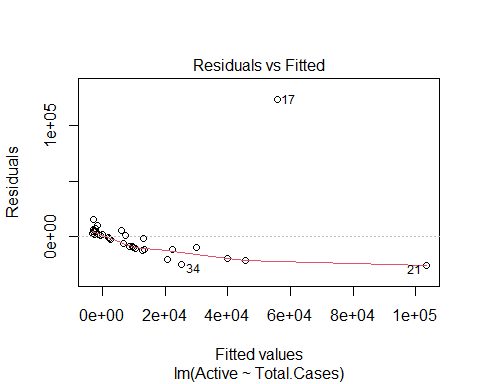 Residuals vs Fitted
Residuals
1e+05
0e+00
17
34
21
0e+00 2e+04 4e+04 6e+04 8e+04 1e+05
Fitted values
lm(Active ~ Total.Cases)